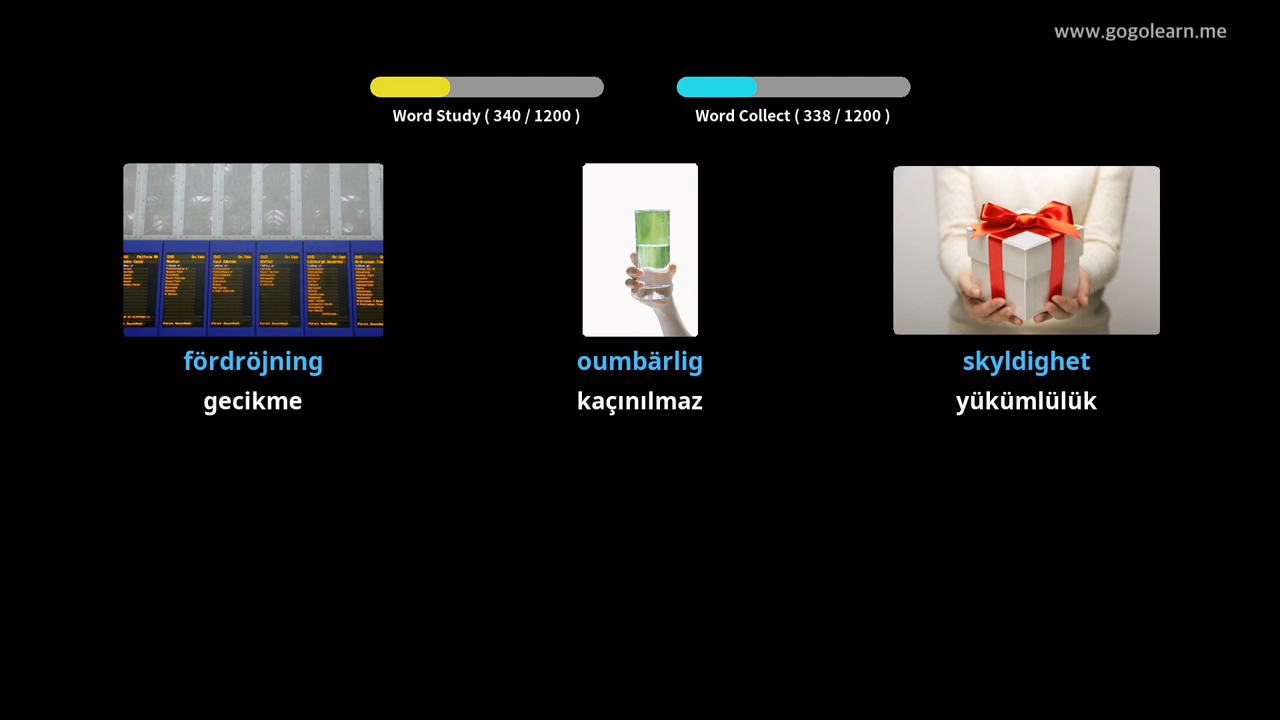 www.gogolearn.me
Word Study ( 340 / 1200 )
Word Collect ( 338 / 1200 )
fördröjning
oumbärlig
skyldighet
gecikme
kaçınılmaz
yükümlülük